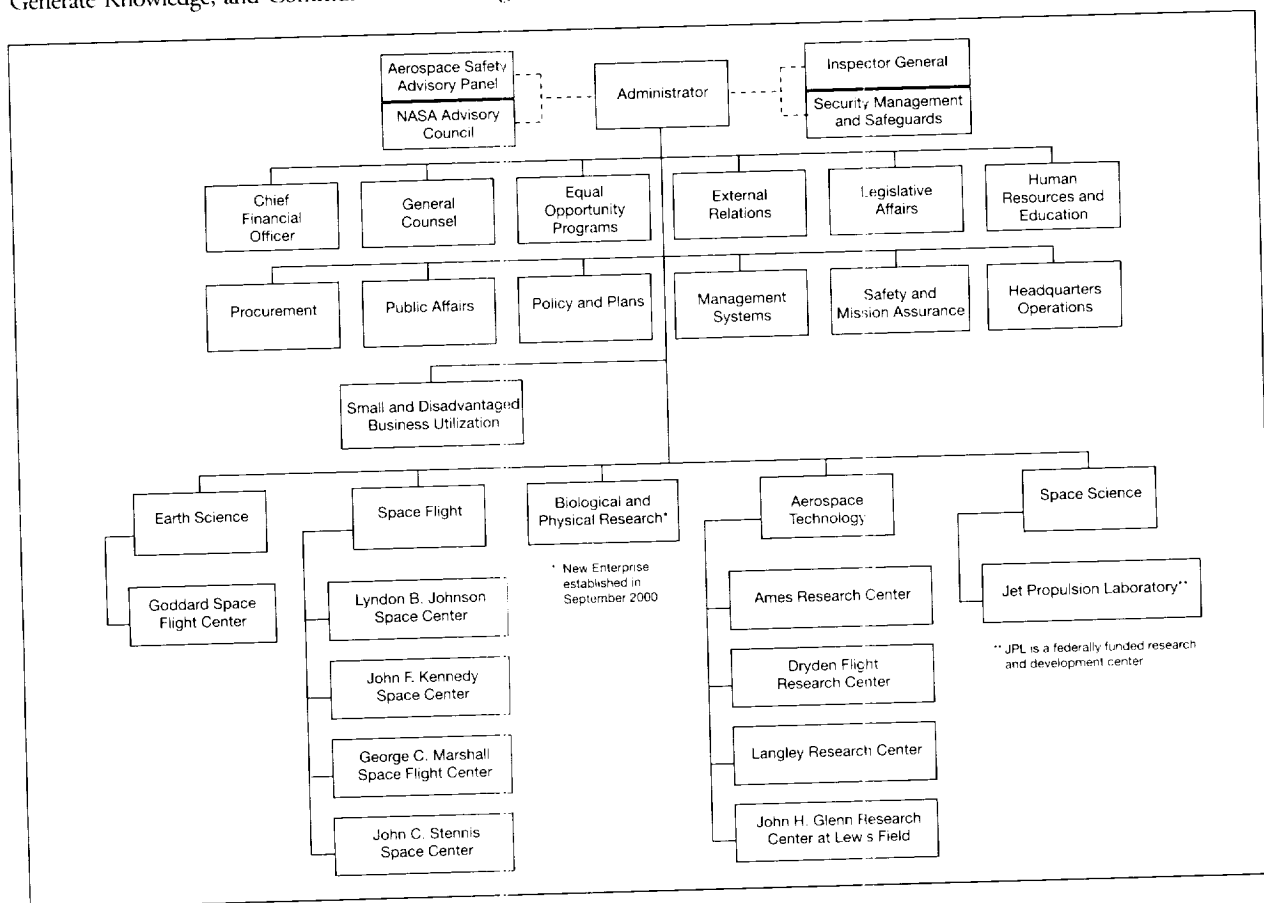 Generate Knowledge, and
Aerospace Safety
Advisory Panel
NASA Advisory
Council
Administrator
Inspector General
Security Management
and Safeguards
Chief
Financial
Officer
General
Counsel
Equal
Opportunity
Programs
External
Relations
Legislative
Affairs
Human
Resources and
Education
Procurement
Public Affairs
Policy and Plans
Management
Systems
Safety and
Mission Assurance
Headquarters
Operations
Small and Disadvantaged
Business Utilization
Earth Science
Space Flight
Biological and
Physical Research*
Aerospace
Technology
Space Science
* New Enterprise
established in
September 2000
Goddard Space
Flight Center
Lyndon B. Johnson
Space Center
John F. Kennedy
Space Center
George C. Marshall
Space Flight Center
John C. Stennis
Space Center
Ames Research Center
Dryden Flight
Research Center
Langley Research Center
John H. Glenn Research
Center at Lewis Field
Jet Propulsion Laboratory**
** JPL is a federally funded research
and development center